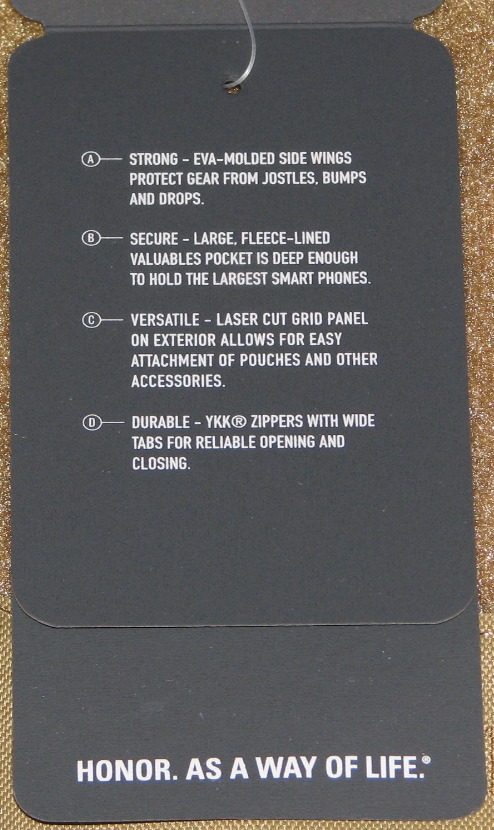 A STRONG - EVA-MOLDED SIDE WINGS
PROTECT GEAR FROM JOSTLES, BUMPS
AND DROPS.
B SECURE - LARGE, FLEECE-LINED
VALUABLES POCKET IS DEEP ENOUGH
TO HOLD THE LARGEST SMART PHONES.
C VERSATILE - LASER CUT GRID PANEL
ON EXTERIOR ALLOWS FOR EASY
ATTACHMENT OF POUCHES AND OTHER
ACCESSORIES.
D DURABLE - YKK® ZIPPERS WITH WIDE
TABS FOR RELIABLE OPENING AND
CLOSING.
HONOR. AS A WAY OF LIFE.®